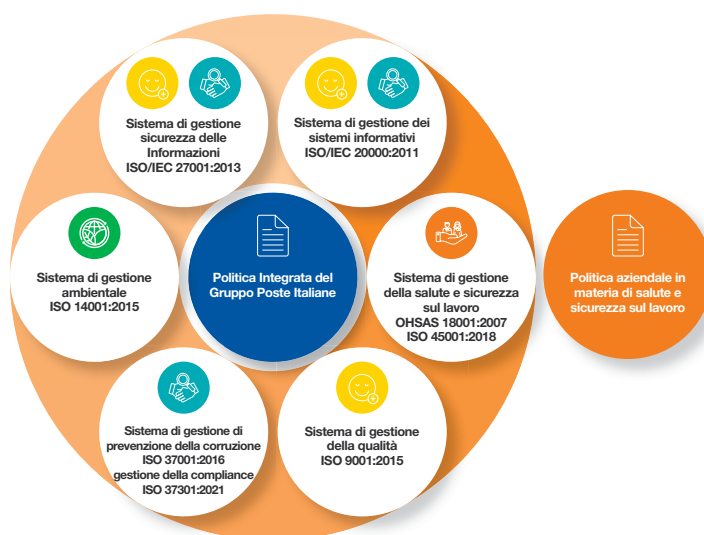 Sistema di gestione
sicurezza delle
Informazioni
ISO/IEC 27001:2013
Sistema di gestione dei
sistemi informativi
ISO/IEC 20000:2011
Sistema di gestione
ambientale
ISO 14001:2015
Politica Integrata del
Gruppo Poste Italiane
Sistema di gestione
della salute e sicurezza
sul lavoro
OHSAS 18001:2007
ISO 45001:2018
Politica aziendale in
materia di salute e
sicurezza sul lavoro
Sistema di gestione di
prevenzione della corruzione
ISO 37001:2016
gestione della compliance
ISO 37301:2021
Sistema di gestione
della qualità
ISO 9001:2015